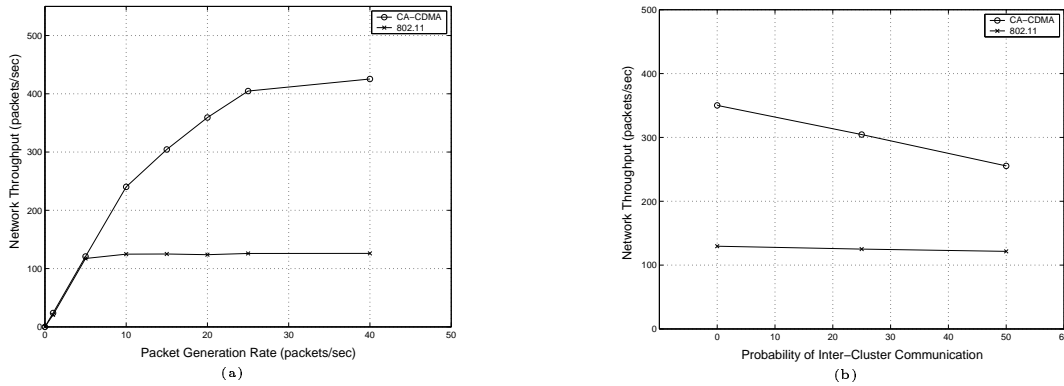 CA−CDMA
802.11
500
400
300
200
100
0
0 10 20 30 40 50
Network Throughput (packets/sec)
Packet Generation Rate (packets/sec)
(a)
CA−CDMA
802.11
500
400
300
200
100
0
0 10 20 30 40 50 60
Network Throughput (packets/sec)
Probability of Inter−Cluster Communication
(b)